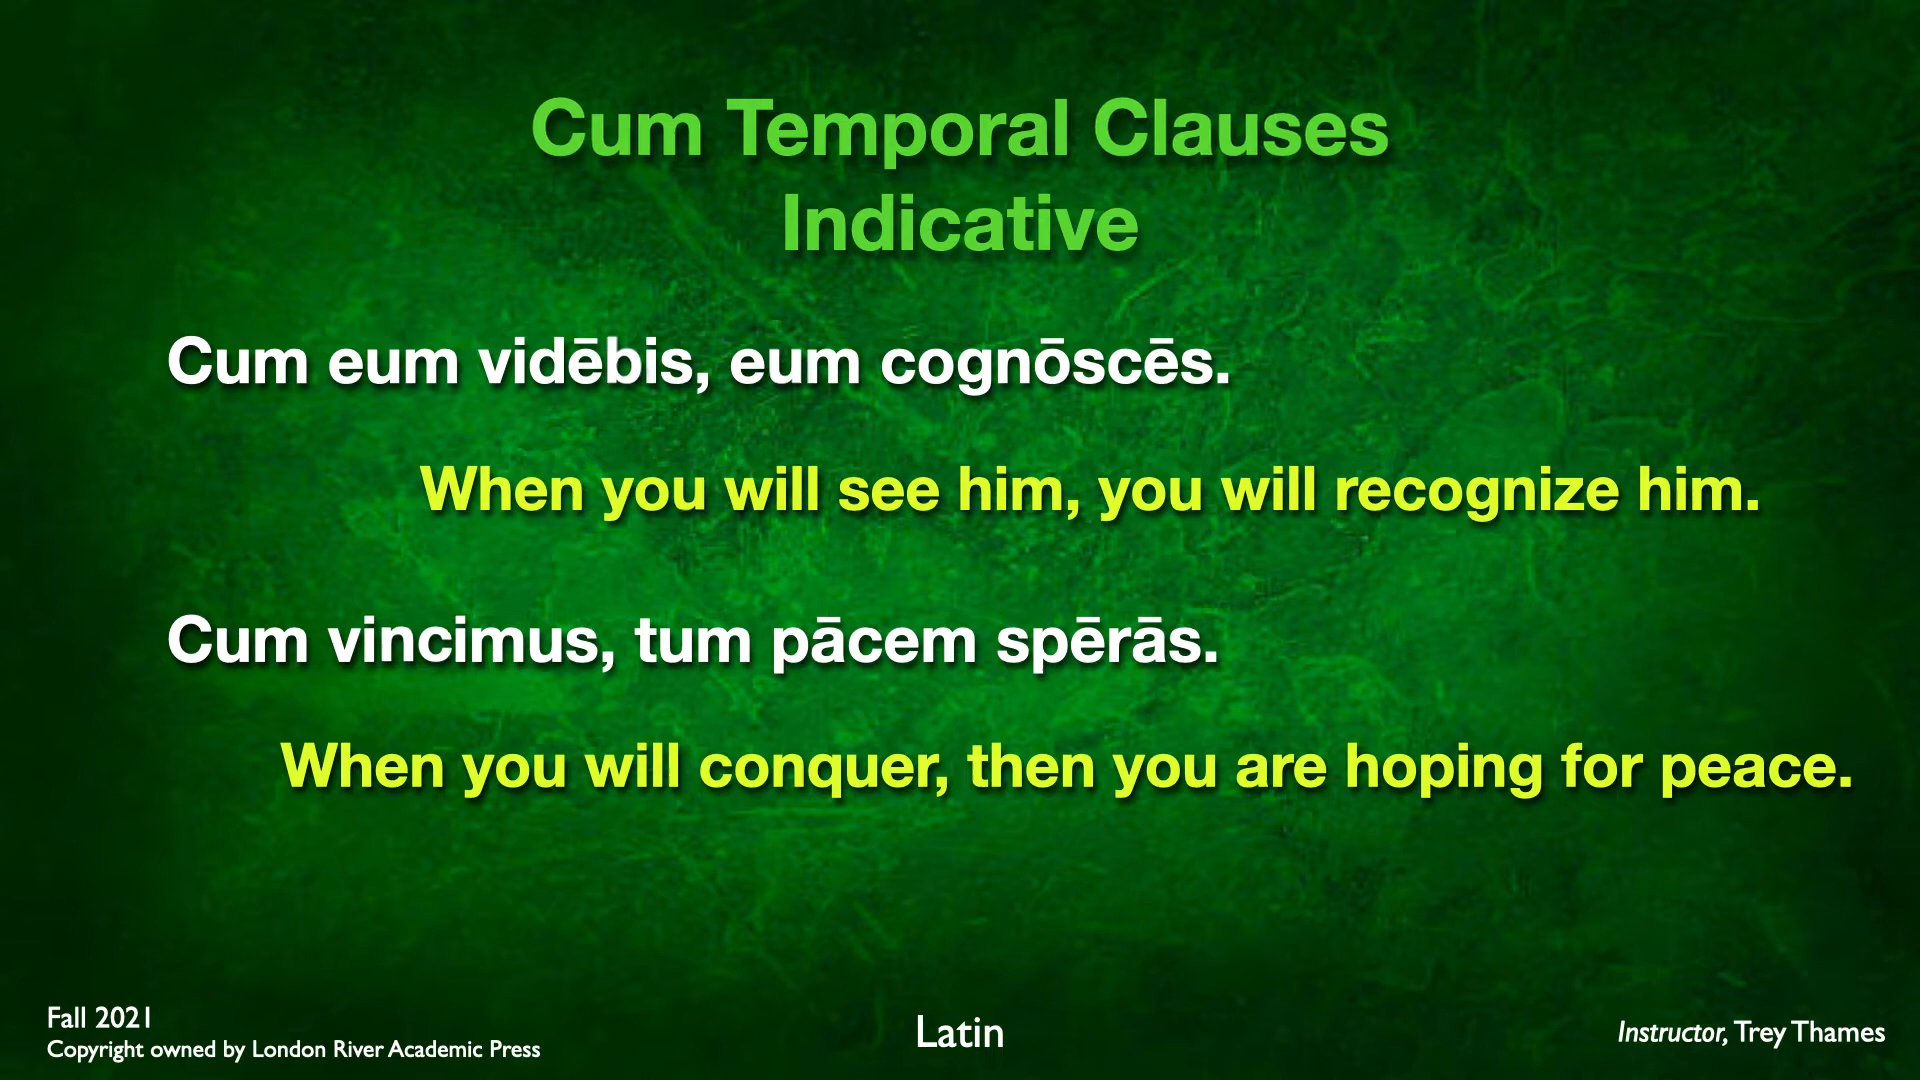 Cum Temporal Clauses
Indicative
Cum eum vidēbis, eum cognōscēs.
When you will see him, you will recognize him.
Cum vincimus, tum pācem spērās.
When you will conquer, then you are hoping for peace.
Fall 2021
Copyright owned by London River Academic Press
Latin
Instructor, Trey Thames